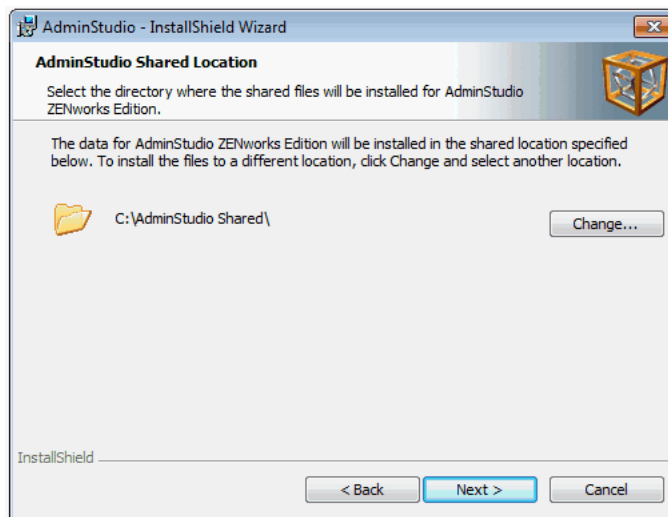 AdminStudio - InstallShield Wizard
AdminStudio Shared Location
Select the directory where the shared files will be installed for AdminStudio
ZENworks Edition.
The data for AdminStudio ZENworks Edition will be installed in the shared location specified
below. To install the files to a different location, click Change and select another location.
C:\AdminStudio Shared\
Change...
InstallShield
< Back
Next >
Cancel